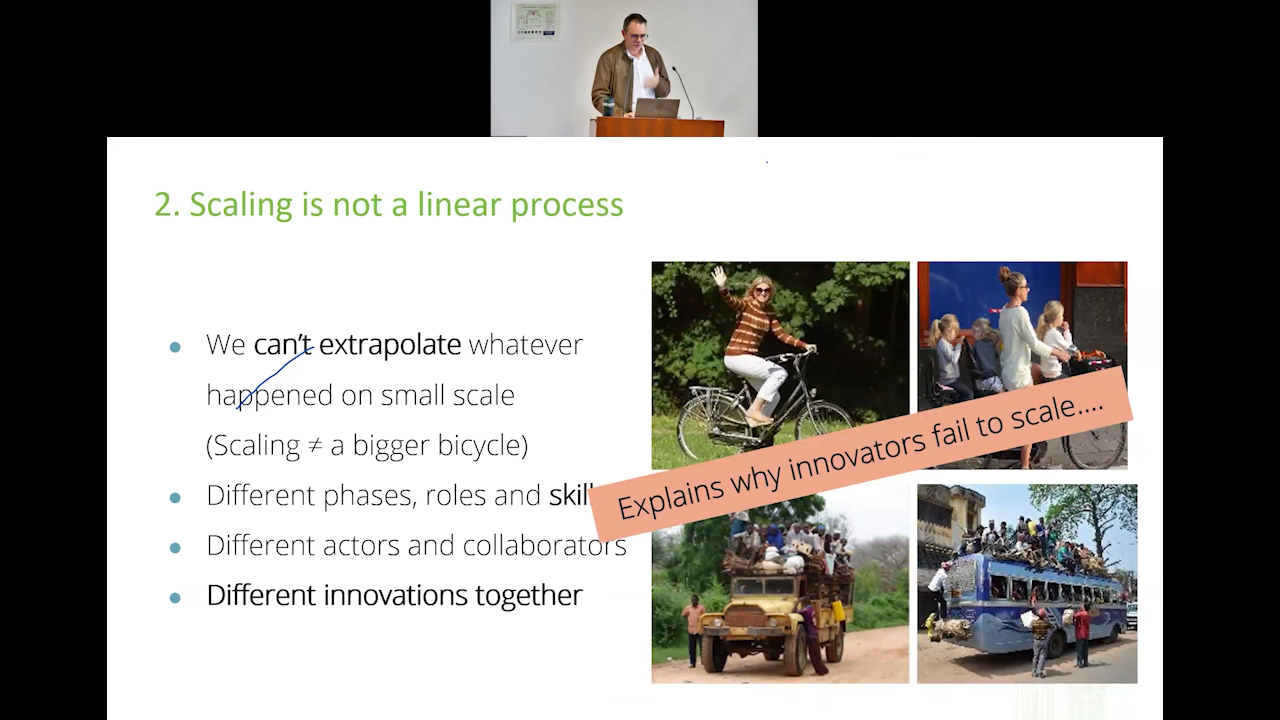 2. Scaling is not a linear process
We can't extrapolate whatever
happened on small scale
(Scaling ≠ a bigger bicycle)
Different phases, roles and skill
Different actors and collaborators
Different innovations together
Explains why innovators fail to scale....